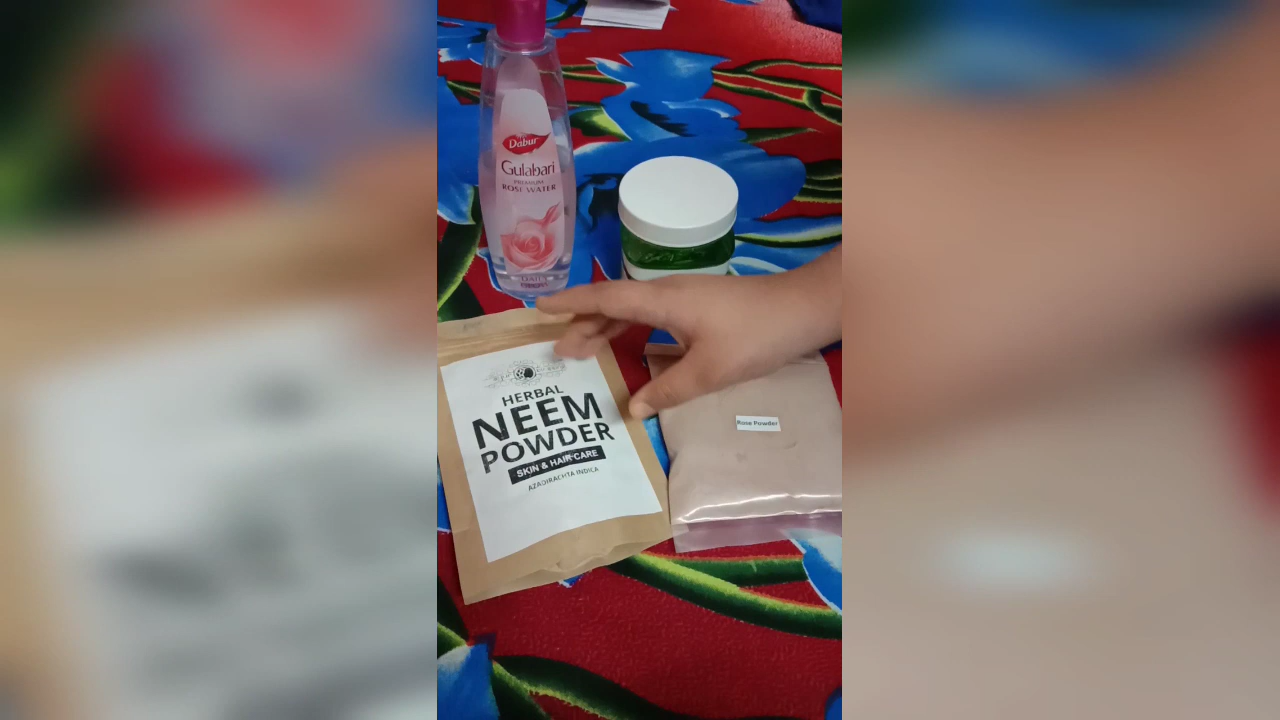 Dabur
Gulabari
PREMIUM
ROSE WATER
HERBAL
NEEM
POWDER
SKIN & HAIR CARE
AZADIRACHTA INDICA
Rose Powder